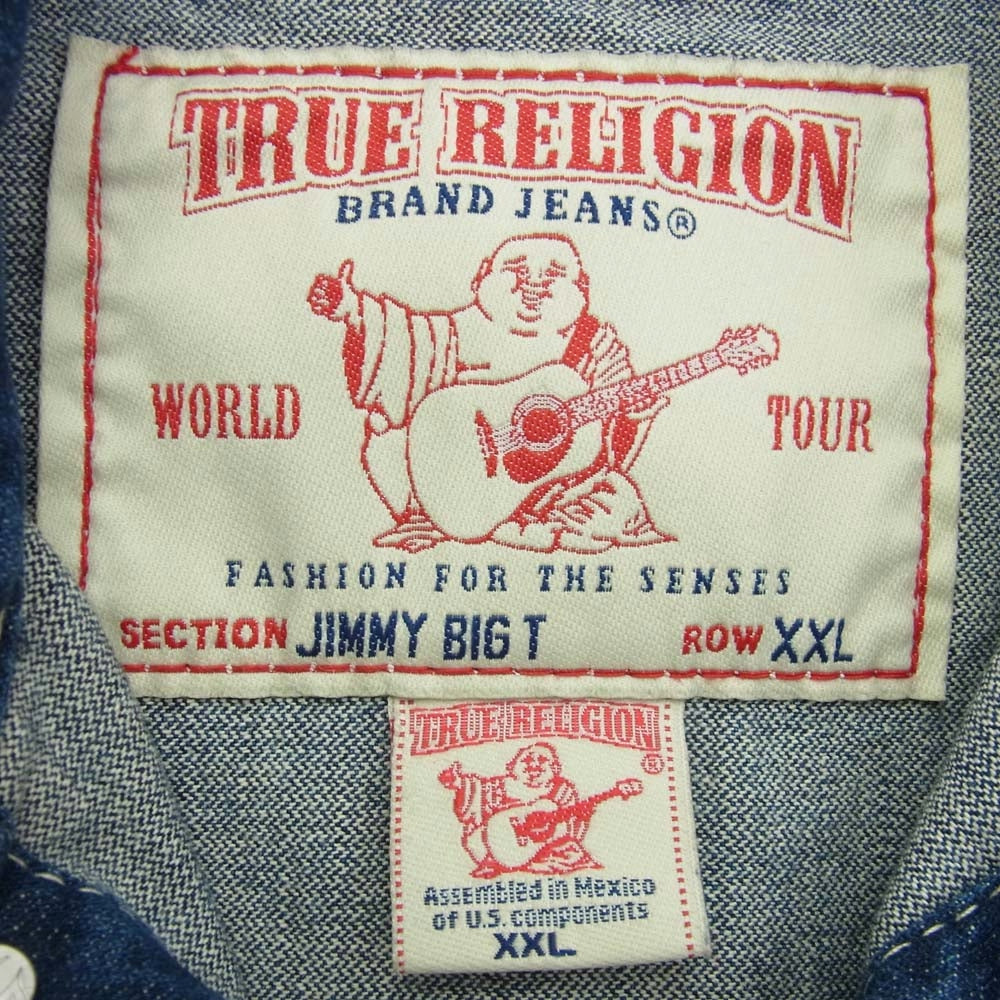 TRUE RELIGION
BRAND JEANS®
WORLD TOUR
FASHION FOR THE SENSES
SECTION JIMMY BIG T ROW XXL
TRUE RELIGION®
Assembled in Mexico
of U.S. components
XXL